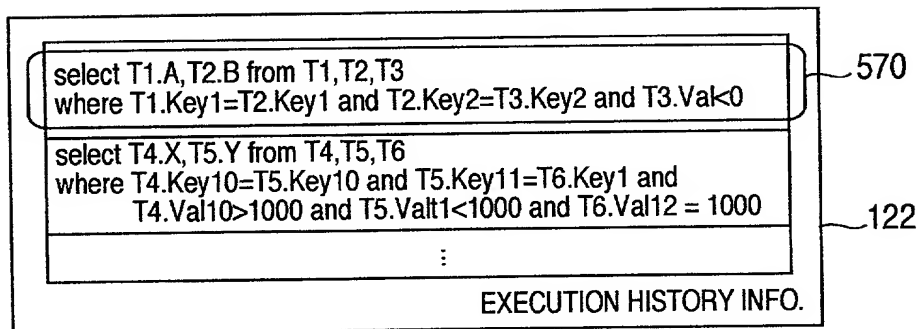 select T1.A,T2.B from T1,T2,T3
where T1.Key1=T2.Key1 and T2.Key2=T3.Key2 and T3.Val<0
570
select T4.X,T5.Y from T4,T5,T6
where T4.Key10=T5.Key10 and T5.Key11=T6.Key1 and
T4.Val10>1000 and T5.Valt1<1000 and T6.Val12 = 1000
122
⋮
EXECUTION HISTORY INFO.